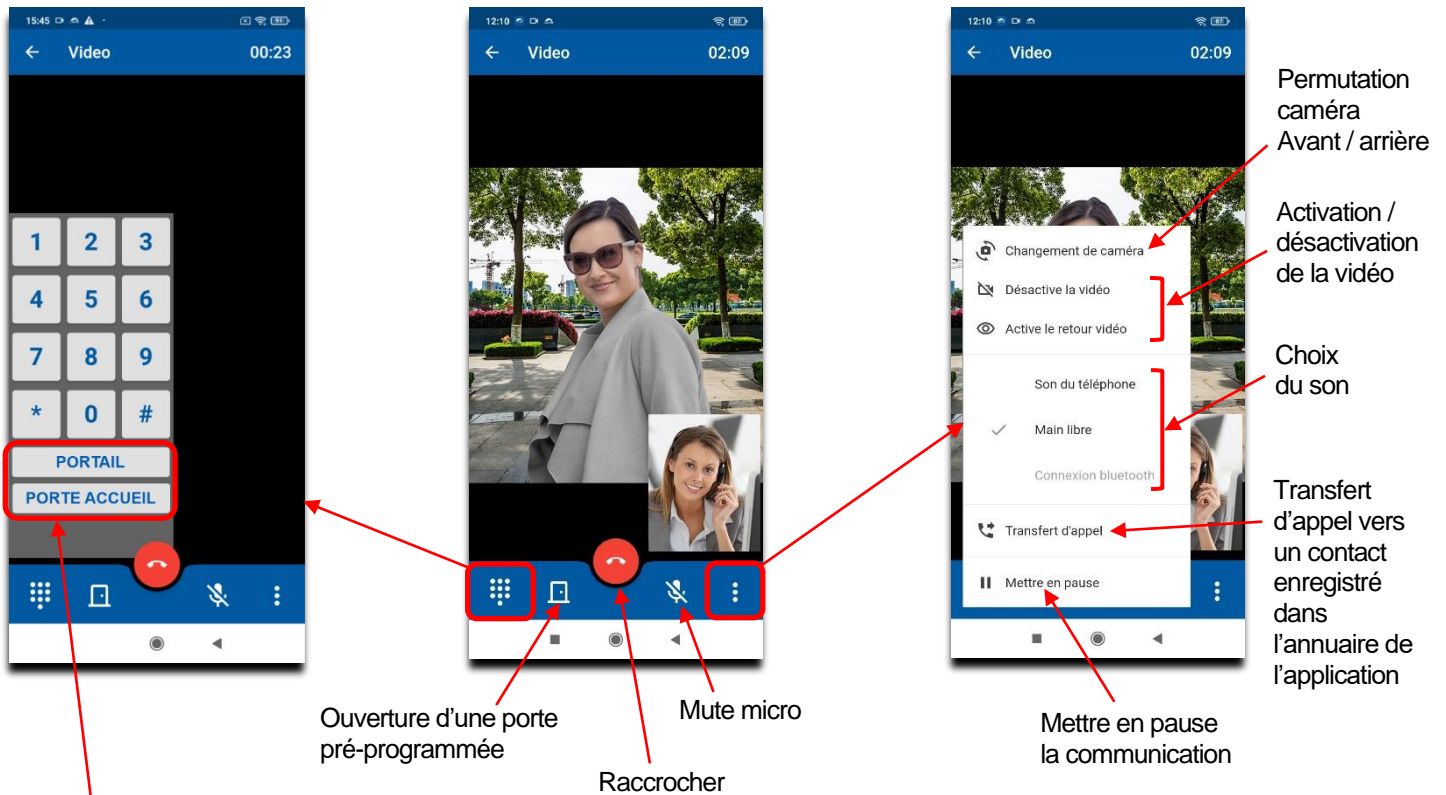 15:45
91
Video
00:23
1 2 3
4 5 6
7 8 9
* 0 #
PORTAIL
PORTE ACCUEIL
12:10
87
Video
02:09
Ouverture d’une porte
pré-programmée
Raccrocher
Mute micro
12:10
87
Video
02:09
Changement de caméra
Désactive la vidéo
Active le retour vidéo
Son du téléphone
Main libre
Connexion bluetooth
Transfert d'appel
Mettre en pause
Permutation
caméra
Avant / arrière
Activation /
désactivation
de la vidéo
Choix
du son
Transfert
d’appel vers
un contact
enregistré
dans
l’annuaire de
l’application
Mettre en pause
la communication